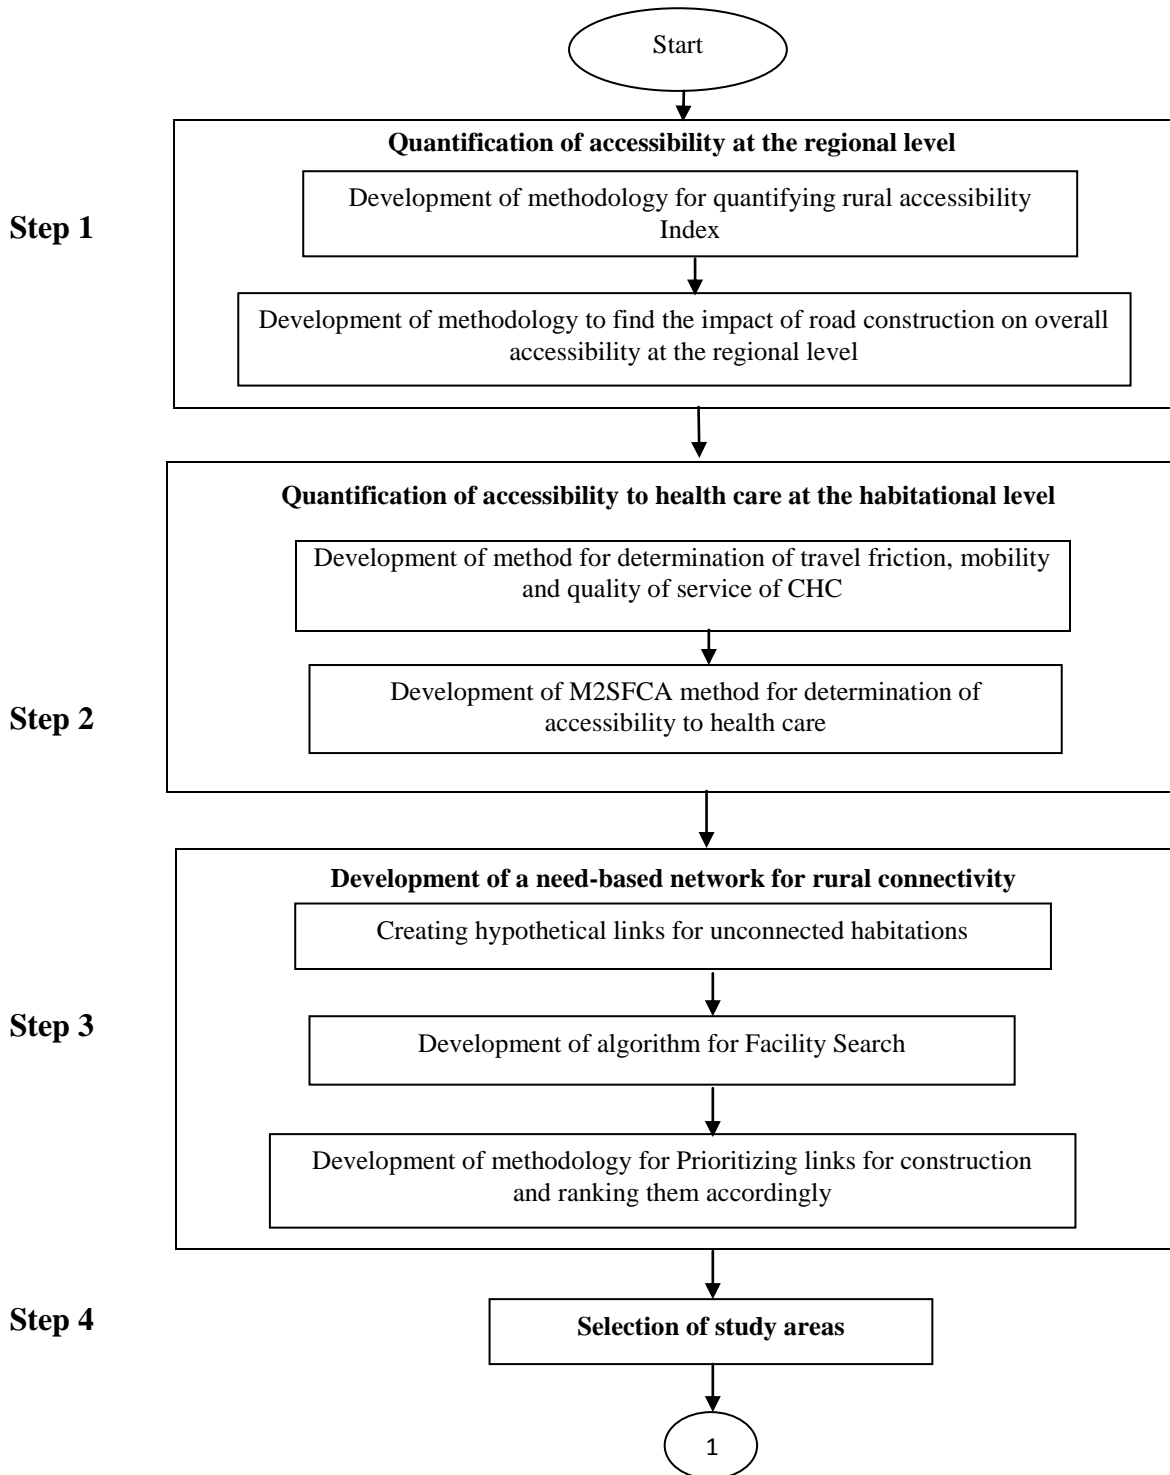 Start
Quantification of accessibility at the regional level
Development of methodology for quantifying rural accessibility
Index
Step 1
Development of methodology to find the impact of road construction on overall
accessibility at the regional level
Quantification of accessibility to health care at the habitational level
Development of method for determination of travel friction, mobility
and quality of service of CHC
Development of M2SFCA method for determination of
accessibility to health care
Step 2
Development of a need-based network for rural connectivity
Creating hypothetical links for unconnected habitations
Step 3
Development of algorithm for Facility Search
Development of methodology for Prioritizing links for construction
and ranking them accordingly
Step 4
Selection of study areas
1